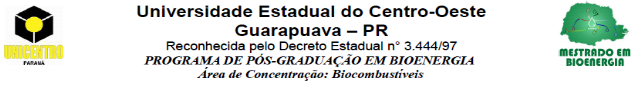 UNICENTRO
PARANÁ
Universidade Estadual do Centro-Oeste
Guarapuava – PR
Reconhecida pelo Decreto Estadual n° 3.444/97
PROGRAMA DE PÓS-GRADUAÇÃO EM BIOENERGIA
Área de Concentração: Biocombustíveis
MESTRADO EM
BIOENERGIA